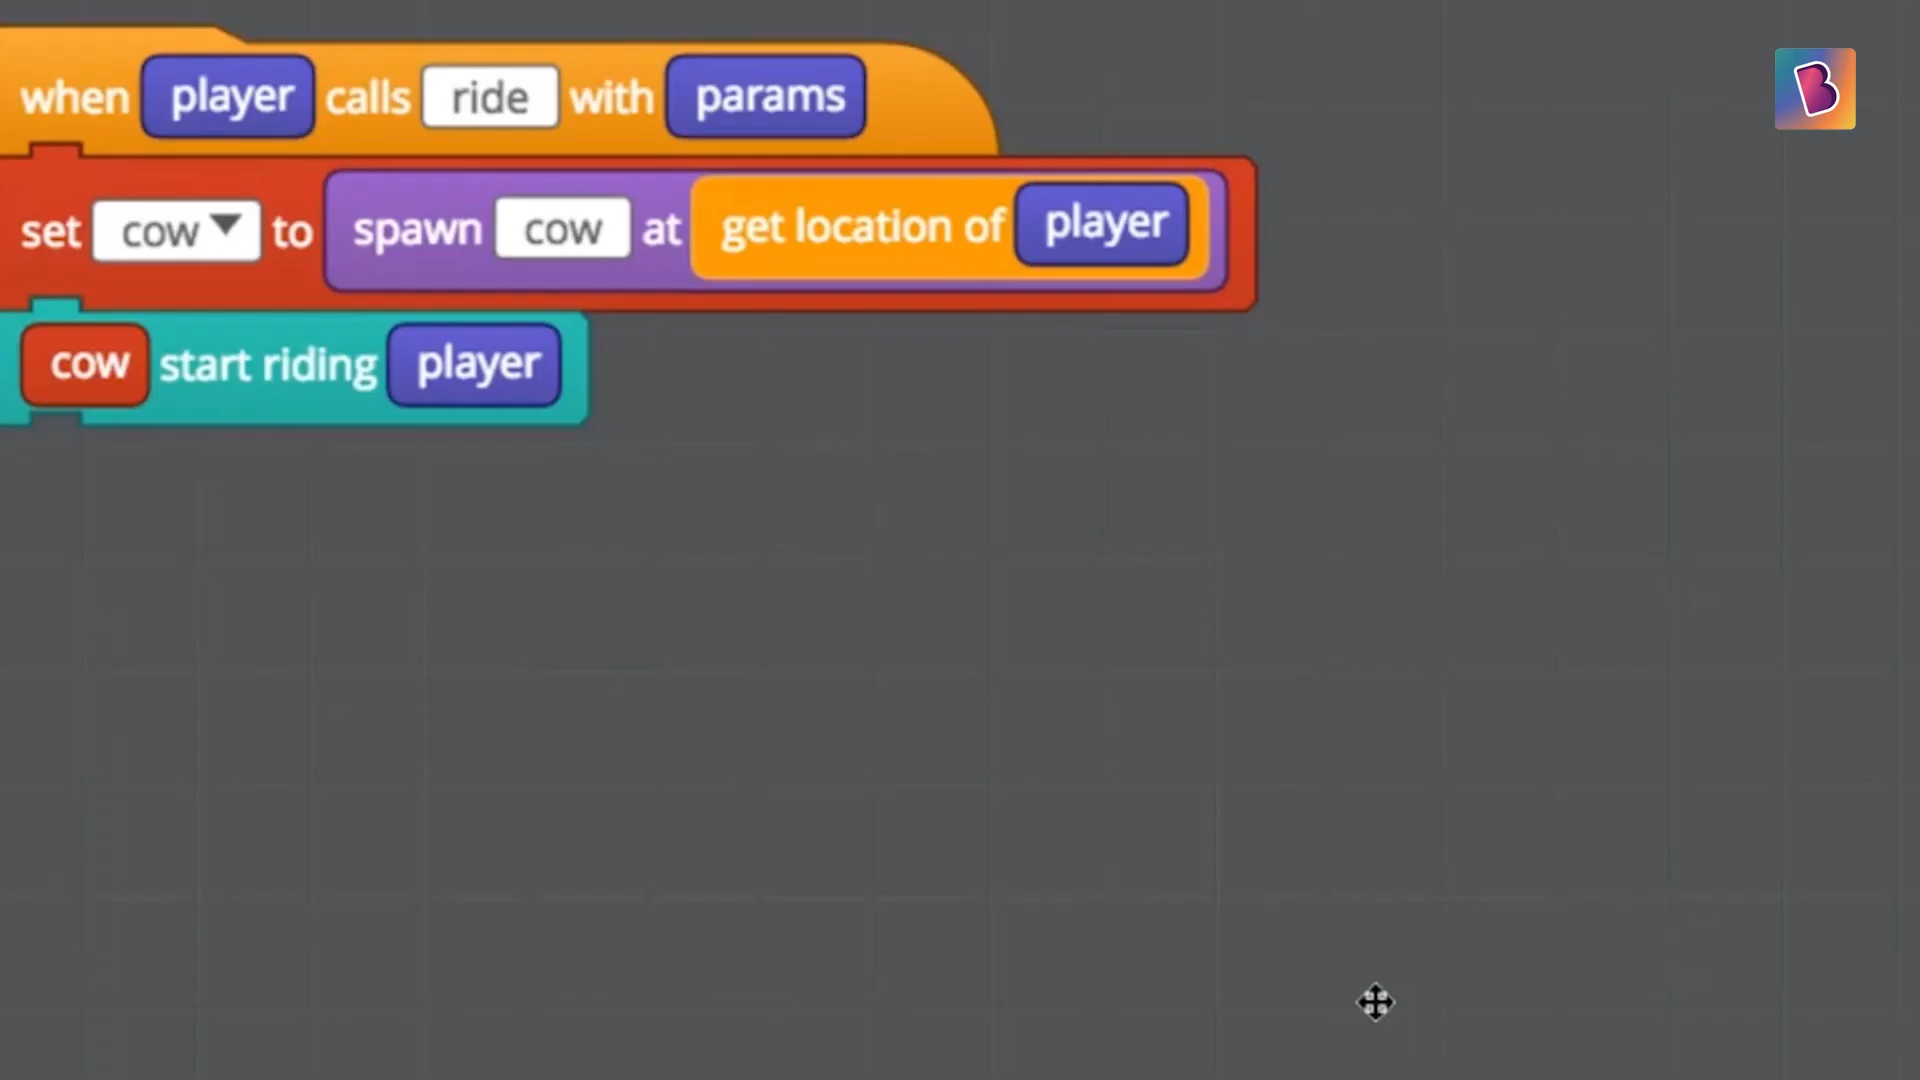 when player calls ride with params
set cow to spawn cow at get location of player
cow start riding player